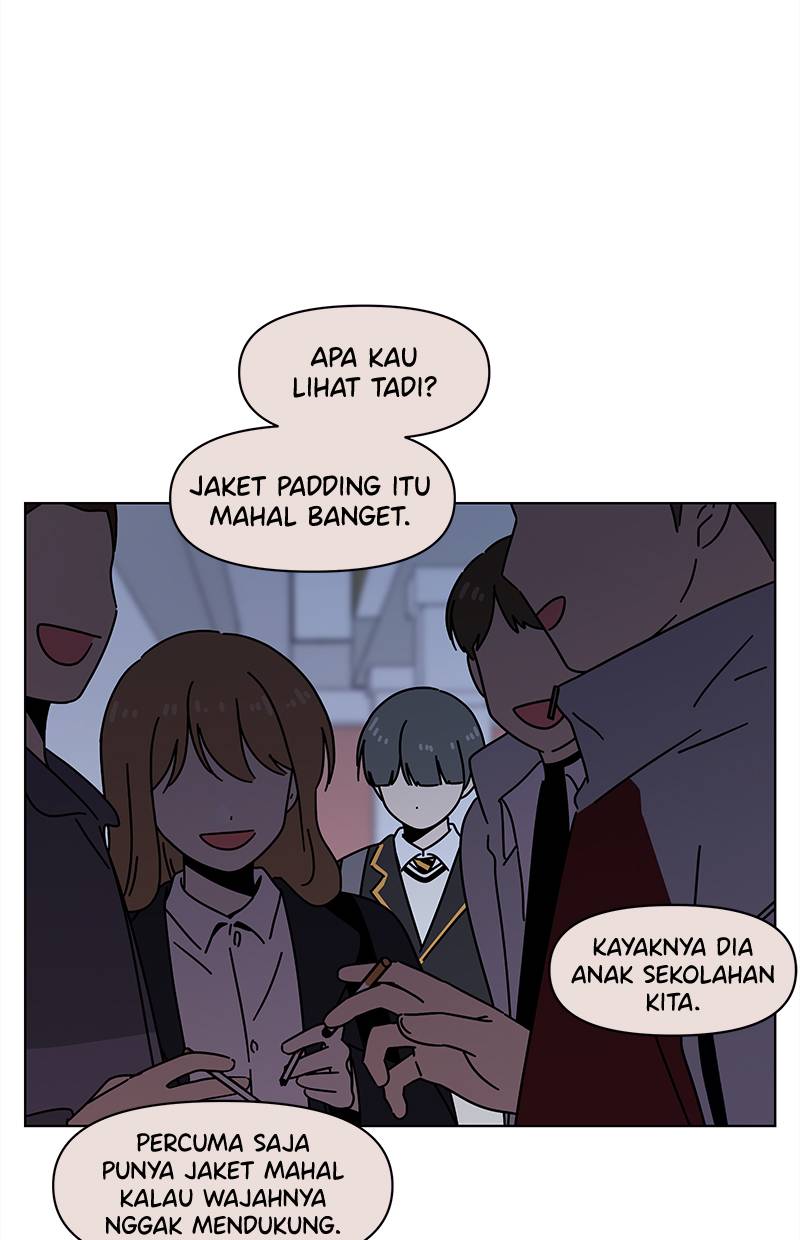 APA KAU
LIHAT TADI?
JAKET PADDING ITU
MAHAL BANGET.
KAYAKNYA DIA
ANAK SEKOLAHAN
KITA.
PERCUMA SAJA
PUNYA JAKET MAHAL
KALAU WAJAHNYA
NGGAK MENDUKUNG.